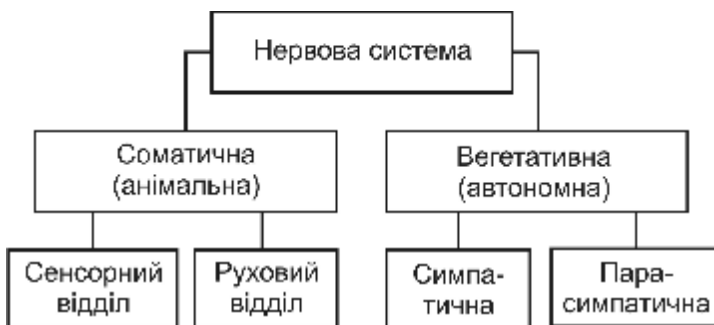 Нервова система
Соматична
(анімальна)
Вегетативна
(автономна)
Сенсорний
відділ
Руховий
відділ
Симпа-
тична
Пара-
симпатична